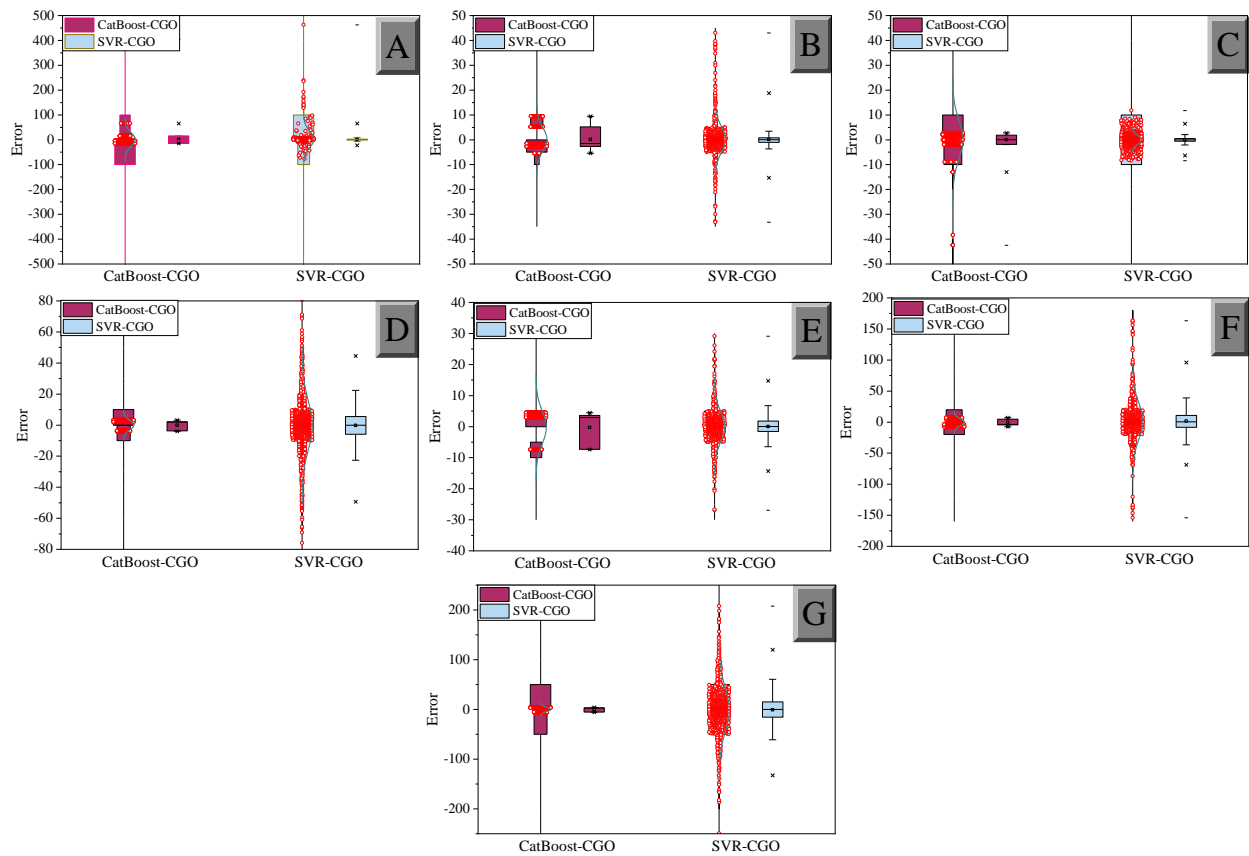 A
CatBoost-CGO
SVR-CGO
Error
500
400
300
200
100
0
-100
-200
-300
-400
-500
CatBoost-CGO
SVR-CGO
B
CatBoost-CGO
SVR-CGO
Error
50
40
30
20
10
0
-10
-20
-30
-40
-50
CatBoost-CGO
SVR-CGO
C
CatBoost-CGO
SVR-CGO
Error
50
40
30
20
10
0
-10
-20
-30
-40
-50
CatBoost-CGO
SVR-CGO
D
CatBoost-CGO
SVR-CGO
Error
80
60
40
20
0
-20
-40
-60
-80
CatBoost-CGO
SVR-CGO
E
CatBoost-CGO
SVR-CGO
Error
40
30
20
10
0
-10
-20
-30
-40
CatBoost-CGO
SVR-CGO
F
CatBoost-CGO
SVR-CGO
Error
200
150
100
50
0
-50
-100
-150
-200
CatBoost-CGO
SVR-CGO
G
CatBoost-CGO
SVR-CGO
Error
200
100
0
-100
-200
CatBoost-CGO
SVR-CGO